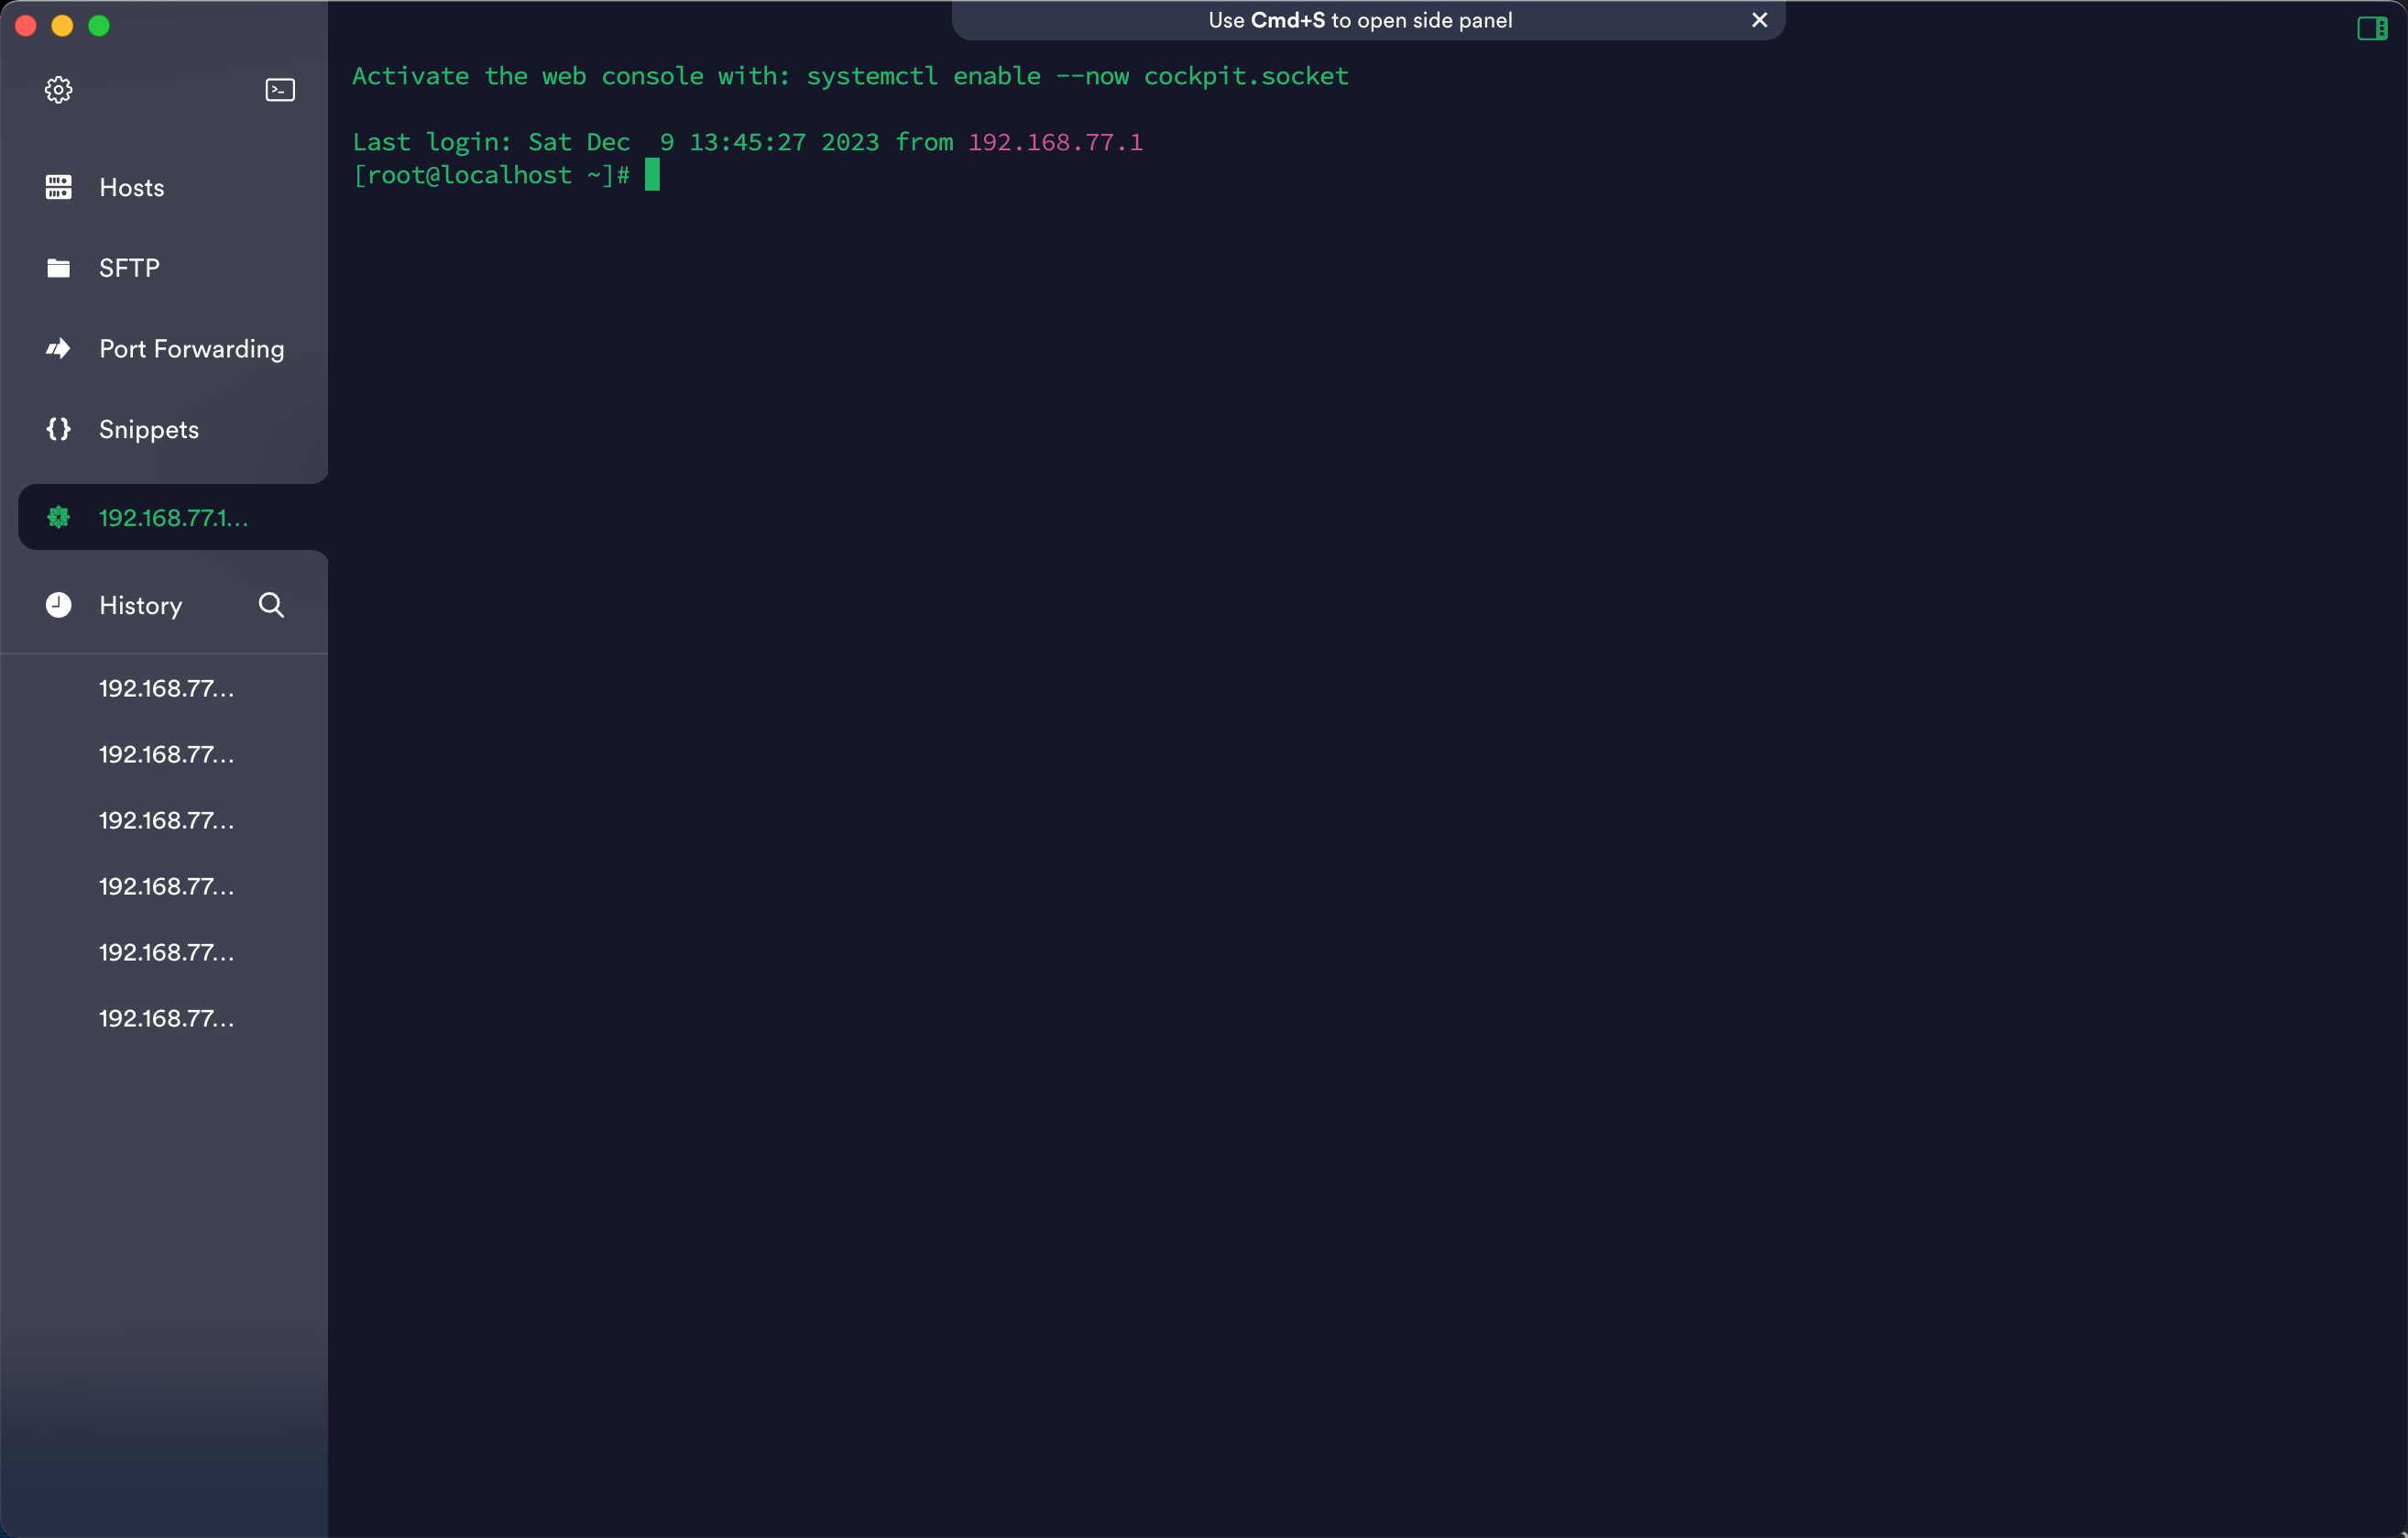 Use Cmd+S to open side panel
Activate the web console with: systemctl enable --now cockpit.socket
Last login: Sat Dec  9 13:45:27 2023 from 192.168.77.1
[root@localhost ~]#
Hosts
SFTP
Port Forwarding
Snippets
192.168.77.1...
History
192.168.77...
192.168.77...
192.168.77...
192.168.77...
192.168.77...
192.168.77...